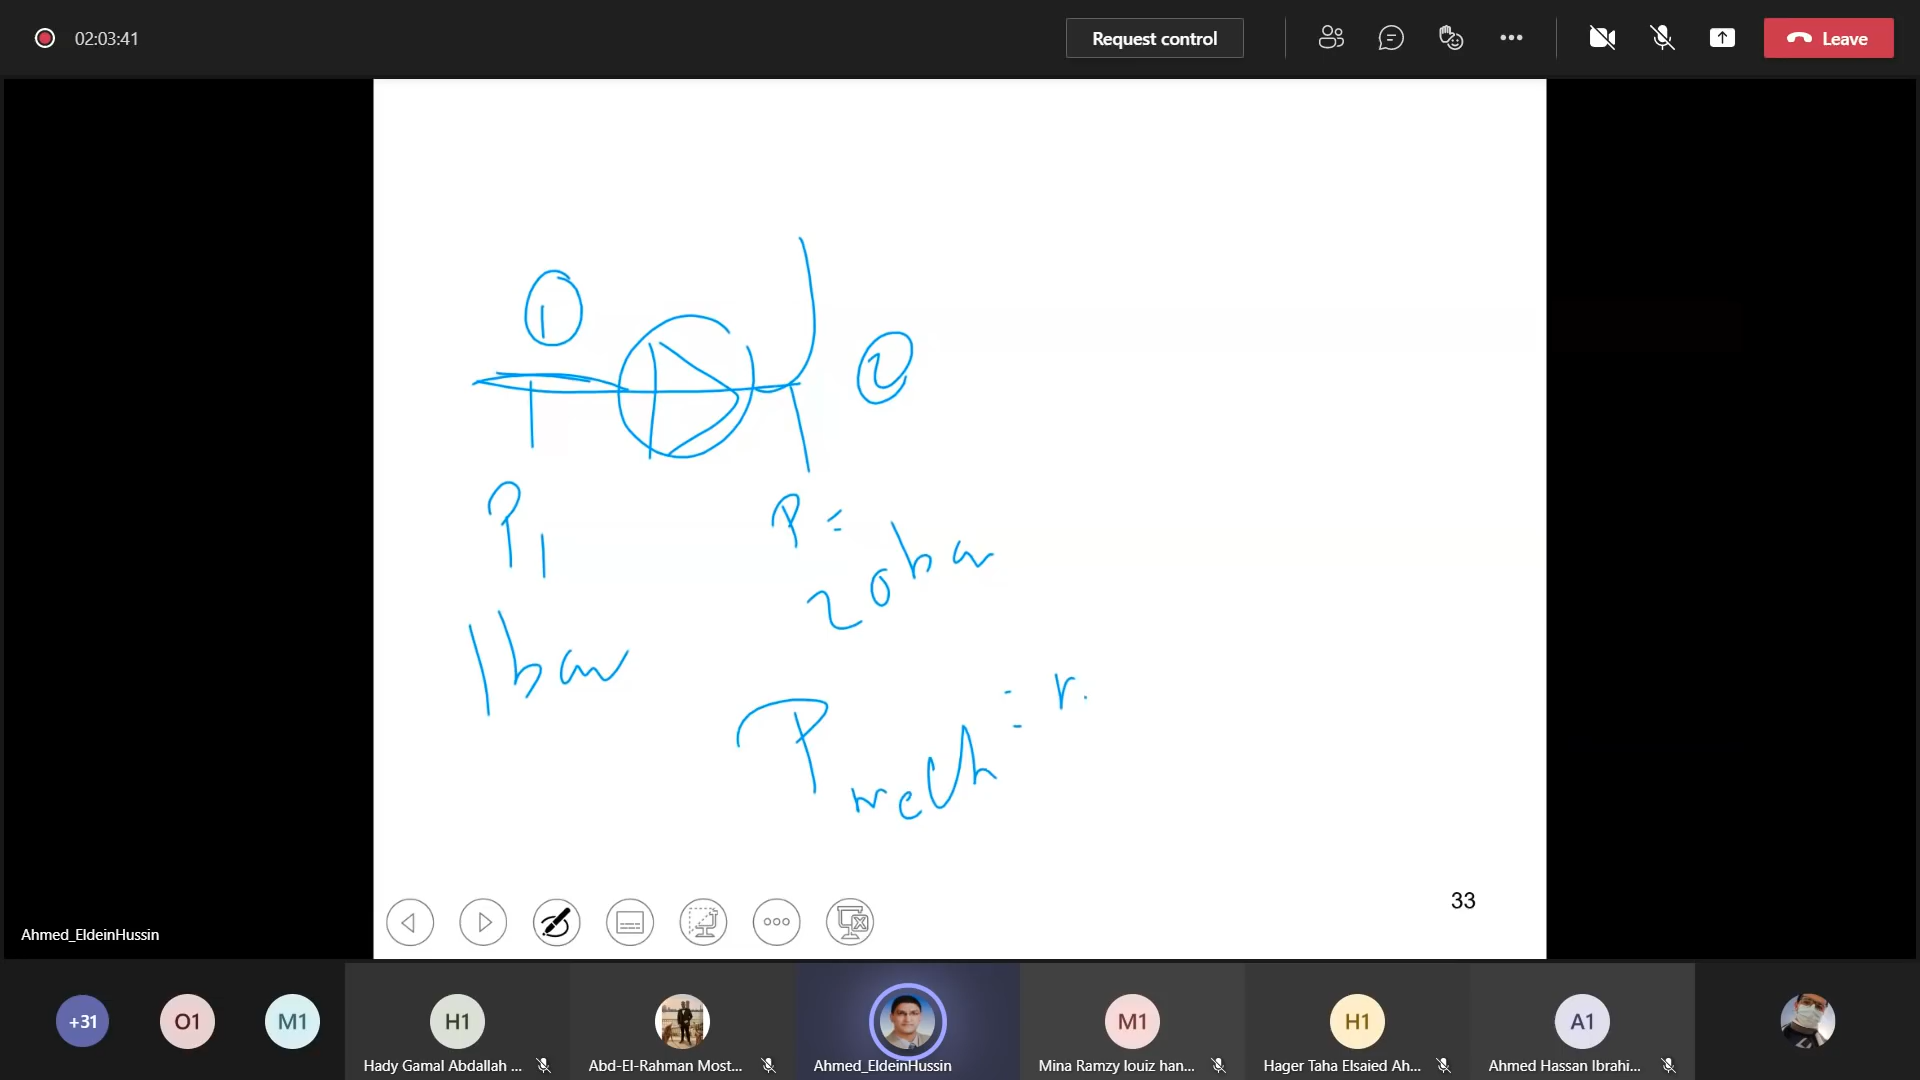 02:03:41
Request control
Leave
1
2
P1
P =
20bar
1bar
Pmech = r.
33
Ahmed_EldeinHussin
+31
O1
M1
H1
Hady Gamal Abdallah ...
Abd-El-Rahman Most...
Ahmed_EldeinHussin
M1
Mina Ramzy louiz han...
H1
Hager Taha Elsaied Ah...
A1
Ahmed Hassan Ibrahi...